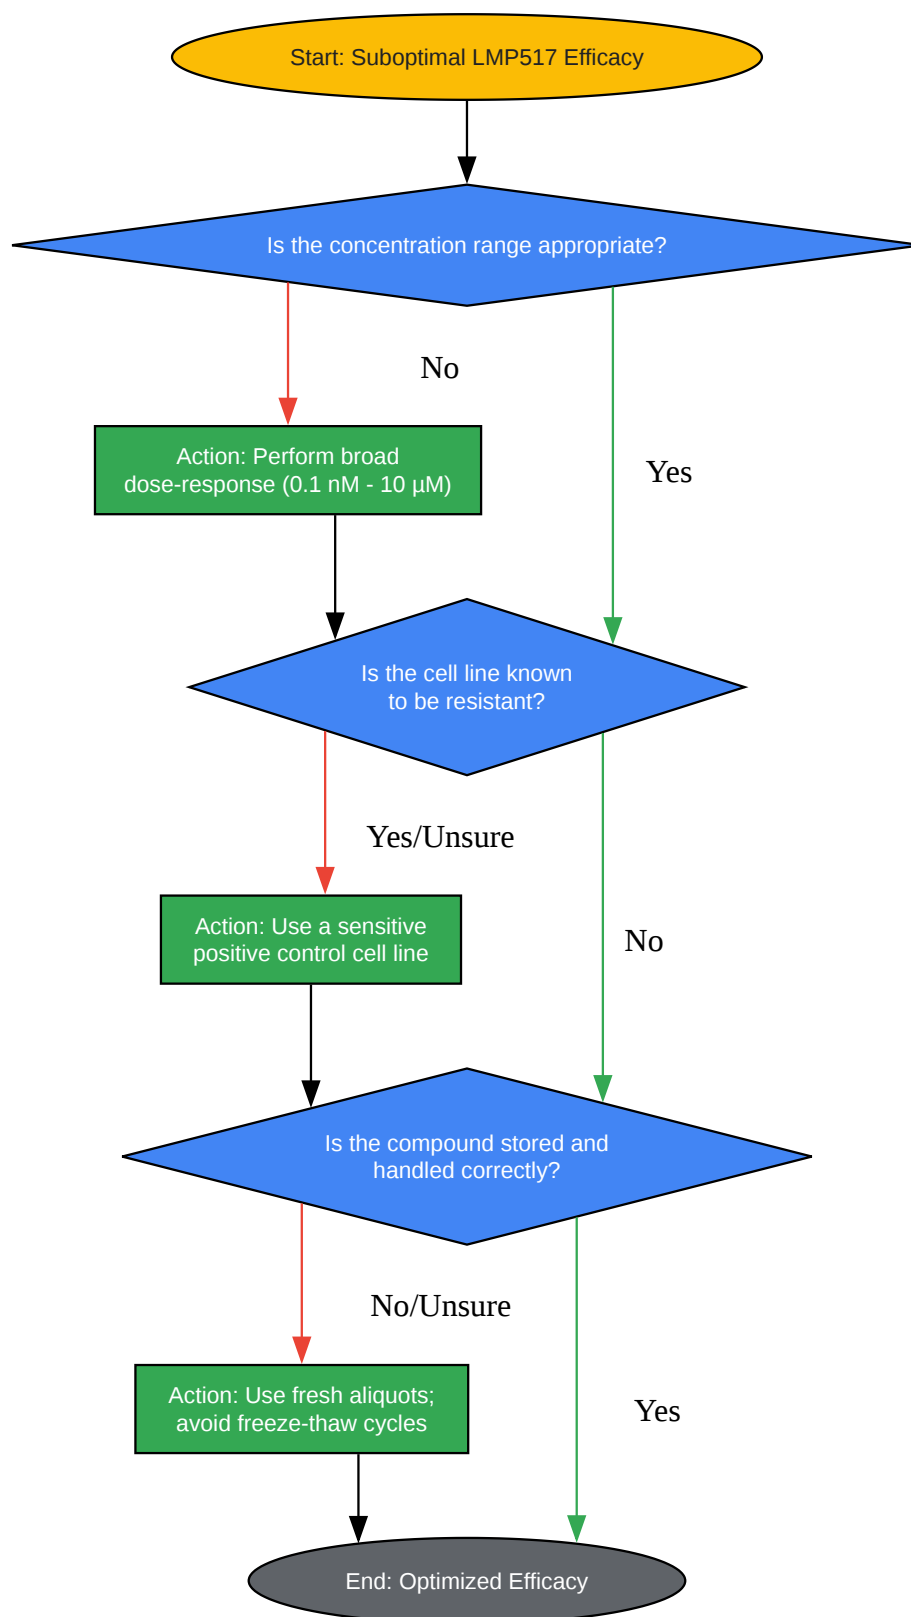 Start: Suboptimal LMP517 Efficacy
Is the concentration range appropriate?
No
Action: Perform broad
dose-response (0.1 nM - 10 µM)
Yes
Is the cell line known
to be resistant?
Yes/Unsure
Action: Use a sensitive
positive control cell line
No
Is the compound stored and
handled correctly?
No/Unsure
Action: Use fresh aliquots;
avoid freeze-thaw cycles
Yes
End: Optimized Efficacy